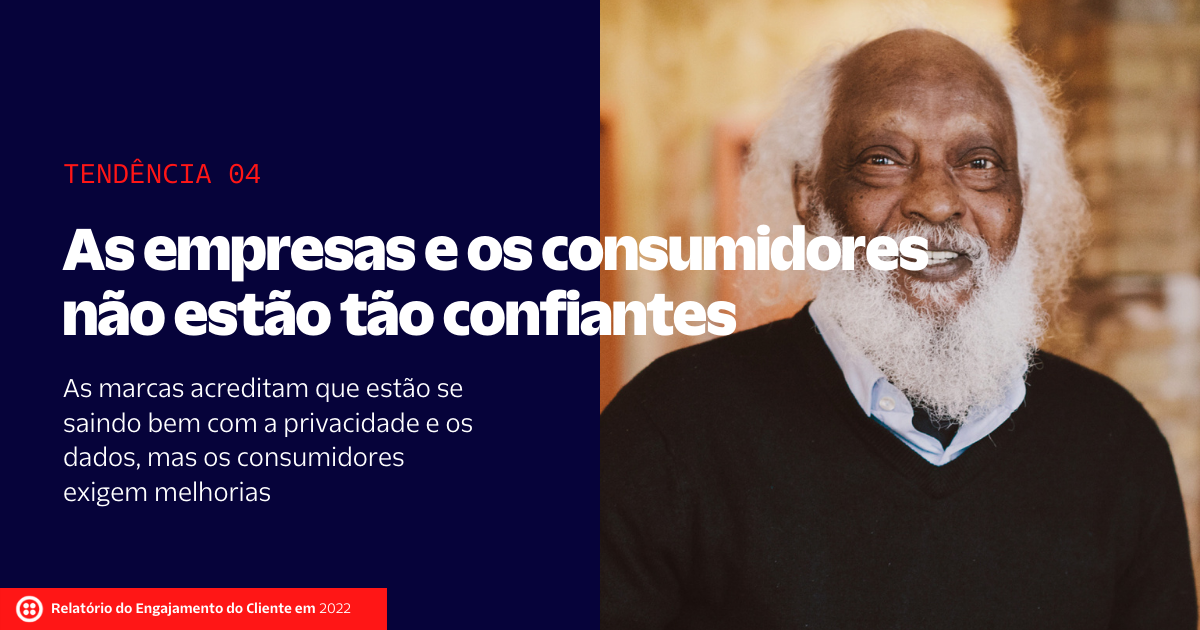 TENDÊNCIA 04
As empresas e os consumidores
não estão tão confiantes
As marcas acreditam que estão se
saindo bem com a privacidade e os
dados, mas os consumidores
exigem melhorias
Relatório do Engajamento do Cliente em 2022